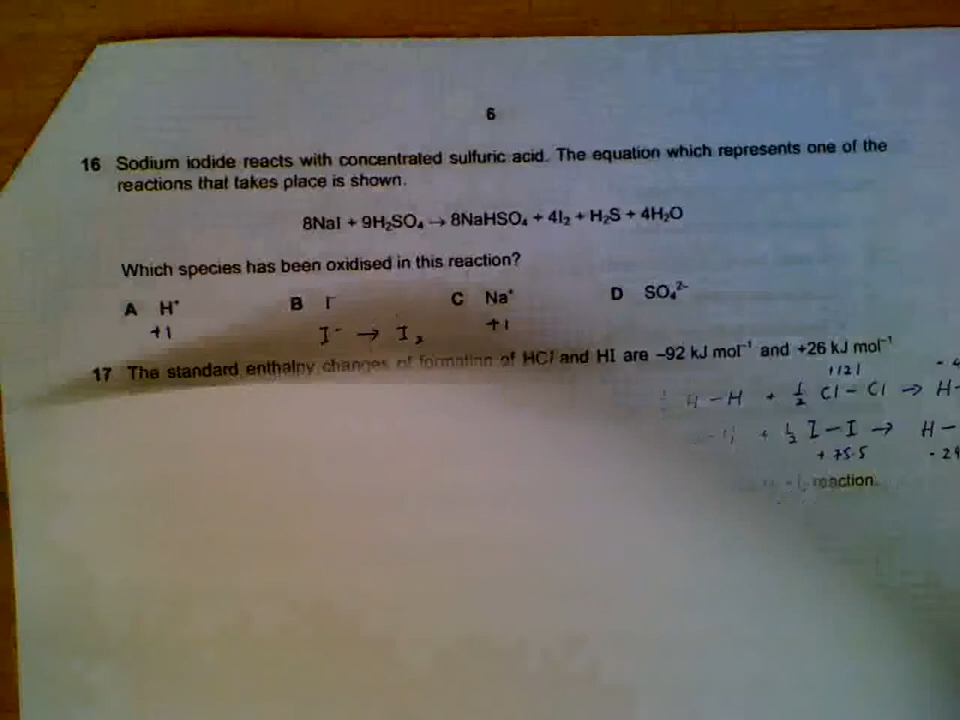 6
16 Sodium iodide reacts with concentrated sulfuric acid. The equation which represents one of the
reactions that takes place is shown.
8NaI + 9H₂SO₄ → 8NaHSO₄ + 4I₂ + H₂S + 4H₂O
Which species has been oxidised in this reaction?
A H⁺ B I⁻ C Na⁺ D SO₄²⁻
+1 I⁻ → I₂ +1
17 The standard enthalpy changes of formation of HCl and HI are –92 kJ mol⁻¹ and +26 kJ mol⁻¹
+121
H–H + ½ Cl–Cl → H–
+ ½ I–I → H–
+75.5
reaction.